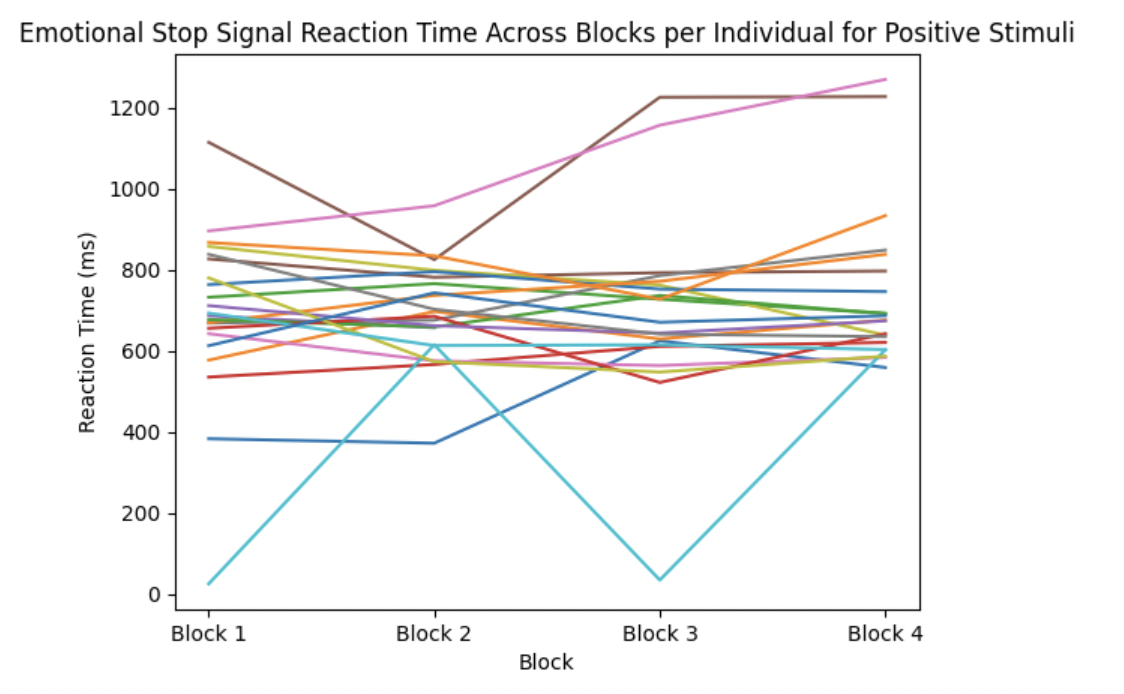 Emotional Stop Signal Reaction Time Across Blocks per Individual for Positive Stimuli
1200
1000
800
600
400
200
0
Reaction Time (ms)
Block 1 Block 2 Block 3 Block 4
Block